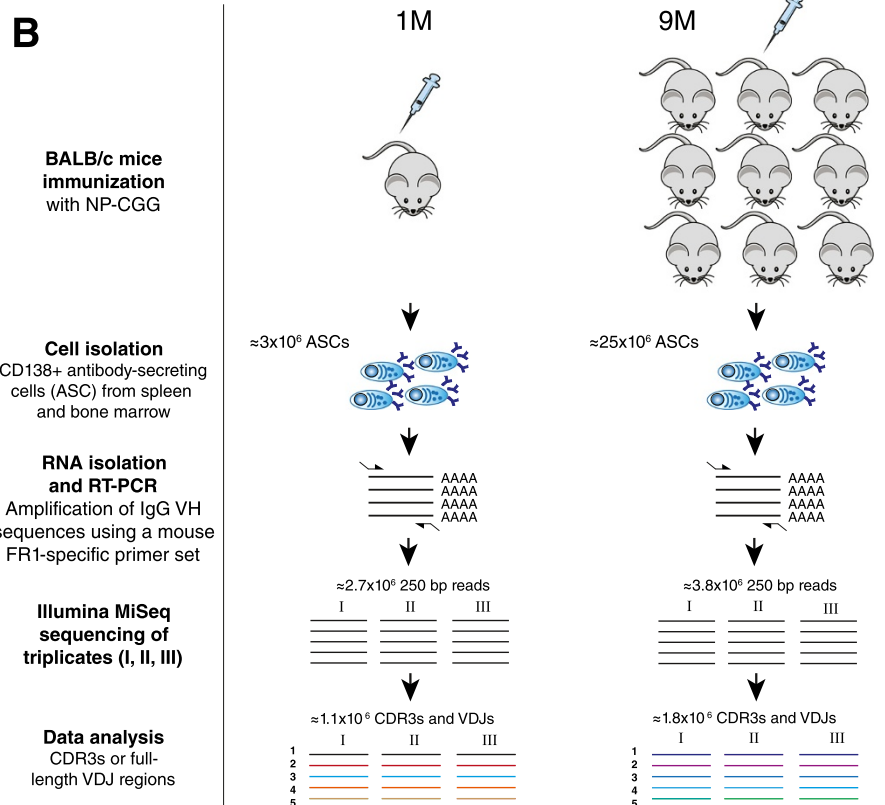 B
1M
9M
BALB/c mice
immunization
with NP-CGG
Cell isolation
CD138+ antibody-secreting
cells (ASC) from spleen
and bone marrow
≈3x10⁶ ASCs
≈25x10⁶ ASCs
RNA isolation
and RT-PCR
Amplification of IgG VH
sequences using a mouse
FR1-specific primer set
AAAA
AAAA
AAAA
AAAA
AAAA
AAAA
AAAA
AAAA
Illumina MiSeq
sequencing of
triplicates (I, II, III)
≈2.7x10⁶ 250 bp reads
I II III
≈3.8x10⁶ 250 bp reads
I II III
Data analysis
CDR3s or full-
length VDJ regions
≈1.1x10⁶ CDR3s and VDJs
I II III
1
2
3
4
5
≈1.8x10⁶ CDR3s and VDJs
I II III
1
2
3
4
5